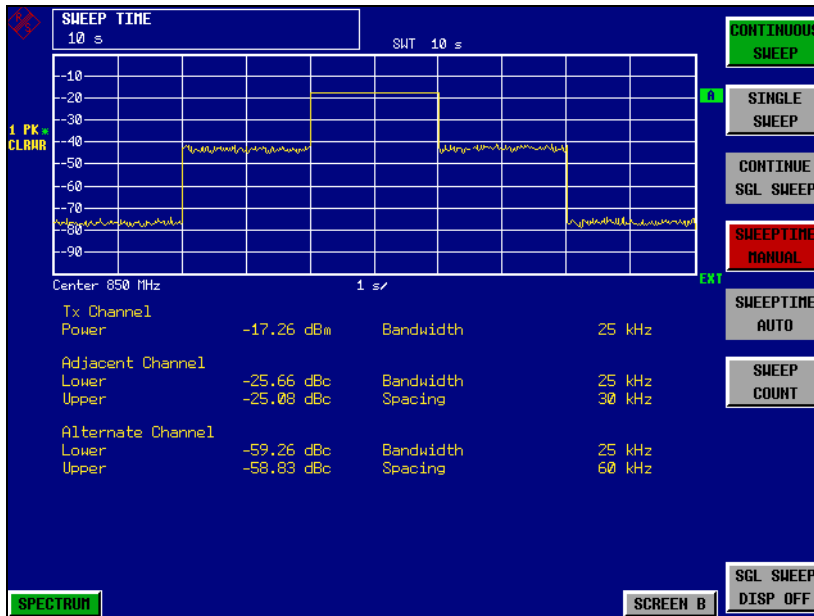 R S
SWEEP TIME
10 s
SWT 10 s
-10
-20
-30
-40
-50
-60
-70
-80
-90
1 PK*
CLRWR
A
EXT
Center 850 MHz 1 s/
Tx Channel
Power -17.26 dBm Bandwidth 25 kHz
Adjacent Channel
Lower -25.66 dBc Bandwidth 25 kHz
Upper -25.08 dBc Spacing 30 kHz
Alternate Channel
Lower -59.26 dBc Bandwidth 25 kHz
Upper -58.83 dBc Spacing 60 kHz
CONTINUOUS
SWEEP
SINGLE
SWEEP
CONTINUE
SGL SWEEP
SWEEPTIME
MANUAL
SWEEPTIME
AUTO
SWEEP
COUNT
SGL SWEEP
DISP OFF
SPECTRUM
SCREEN B